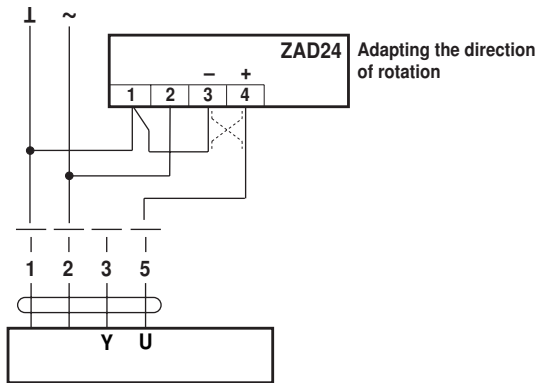 ⊥ ~
ZAD24
Adapting the direction
of rotation
– +
1 2 3 4
1 2 3 5
Y U